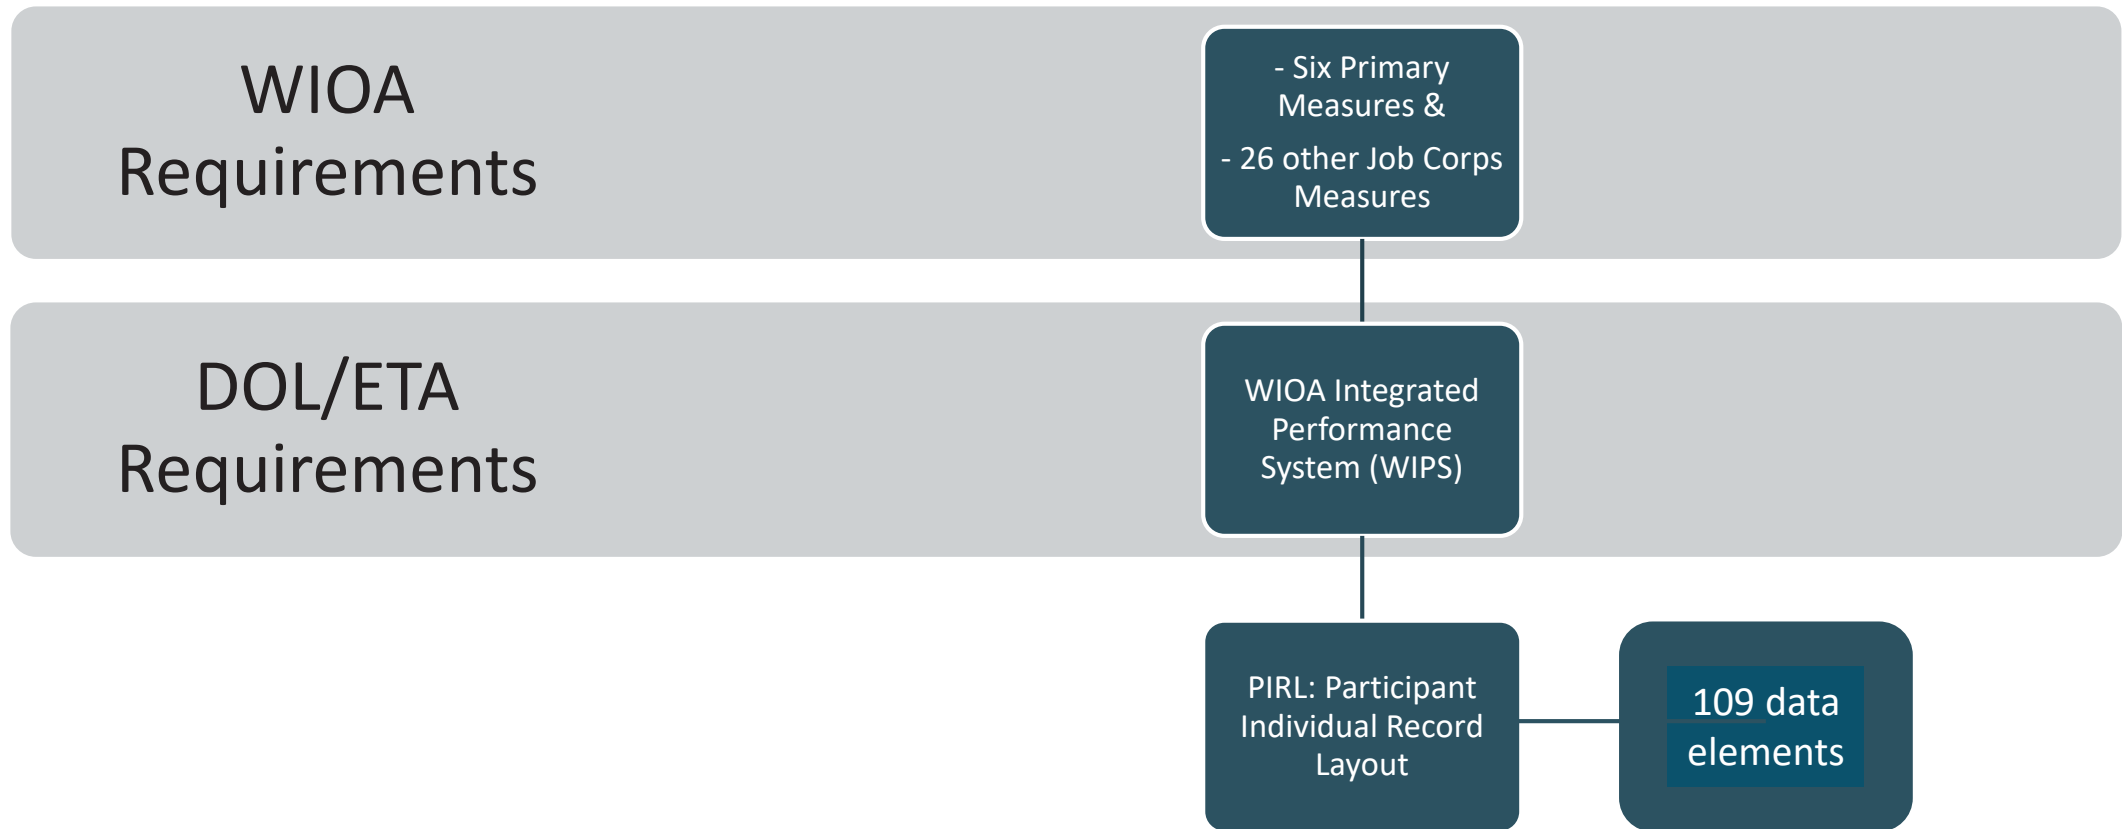 WIOA
Requirements
- Six Primary
Measures &
- 26 other Job Corps
Measures
DOL/ETA
Requirements
WIOA Integrated
Performance
System (WIPS)
PIRL: Participant
Individual Record
Layout
109 data
elements